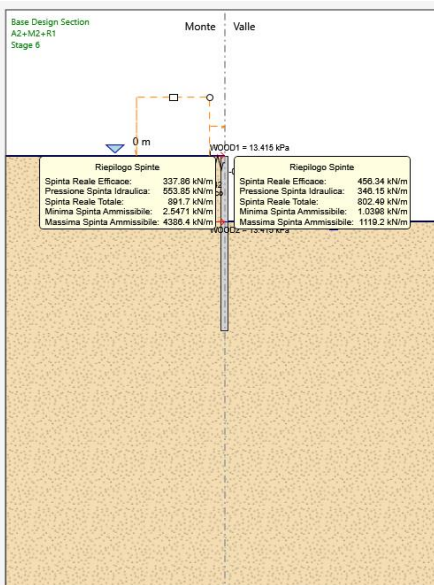 Base Design Section
A2+M2+R1
Stage 6
Monte Valle
0 m
WOOD1 = 13.415 kPa
Riepilogo Spinte
Spinta Reale Efficace: 337.86 kN/m
Pressione Spinta Idraulica: 553.85 kN/m
Spinta Reale Totale: 891.7 kN/m
Minima Spinta Ammissibile: 2.5471 kN/m
Massima Spinta Ammissibile: 4386.4 kN/m
Riepilogo Spinte
Spinta Reale Efficace: 456.34 kN/m
Pressione Spinta Idraulica: 346.15 kN/m
Spinta Reale Totale: 802.49 kN/m
Minima Spinta Ammissibile: 1.0398 kN/m
Massima Spinta Ammissibile: 1119.2 kN/m
WOOD2 = 13.415 kPa